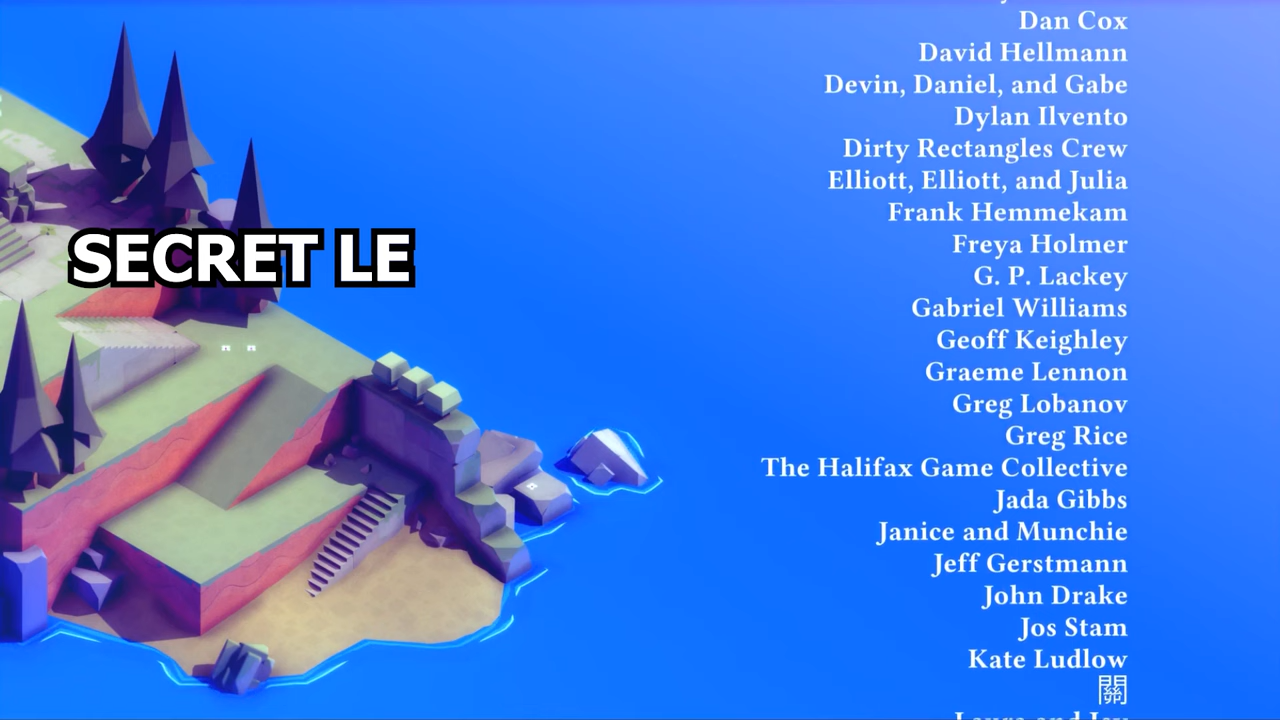 Dan Cox
David Hellmann
Devin, Daniel, and Gabe
Dylan Ilvento
Dirty Rectangles Crew
Elliott, Elliott, and Julia
Frank Hemmekam
SECRET LE
Freya Holmer
G. P. Lackey
Gabriel Williams
Geoff Keighley
Graeme Lennon
Greg Lobanov
Greg Rice
The Halifax Game Collective
Jada Gibbs
Janice and Munchie
Jeff Gerstmann
John Drake
Jos Stam
Kate Ludlow
關